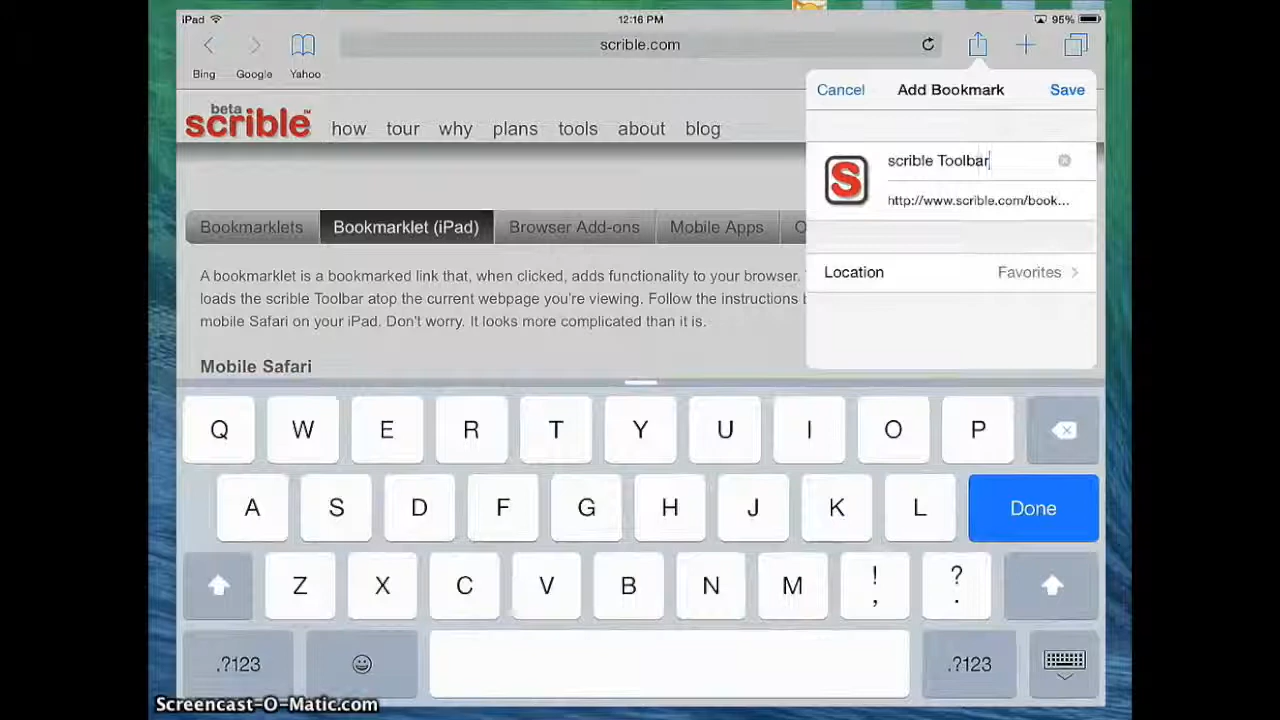 iPad
12:16 PM
95%
scrible.com
Bing
Google
Yahoo
Cancel
Add Bookmark
Save
beta
scrible™
how
tour
why
plans
tools
about
blog
S
scrible Toolbar
http://www.scrible.com/book...
Bookmarklets
Bookmarklet (iPad)
Browser Add-ons
Mobile Apps
Location
Favorites
A bookmarklet is a bookmarked link that, when clicked, adds functionality to your browser.
loads the scrible Toolbar atop the current webpage you're viewing. Follow the instructions
mobile Safari on your iPad. Don't worry. It looks more complicated than it is.
Mobile Safari
Q W E R T Y U I O P
A S D F G H J K L Done
Z X C V B N M ! , ? .
.?123 .?123
Screencast-O-Matic.com